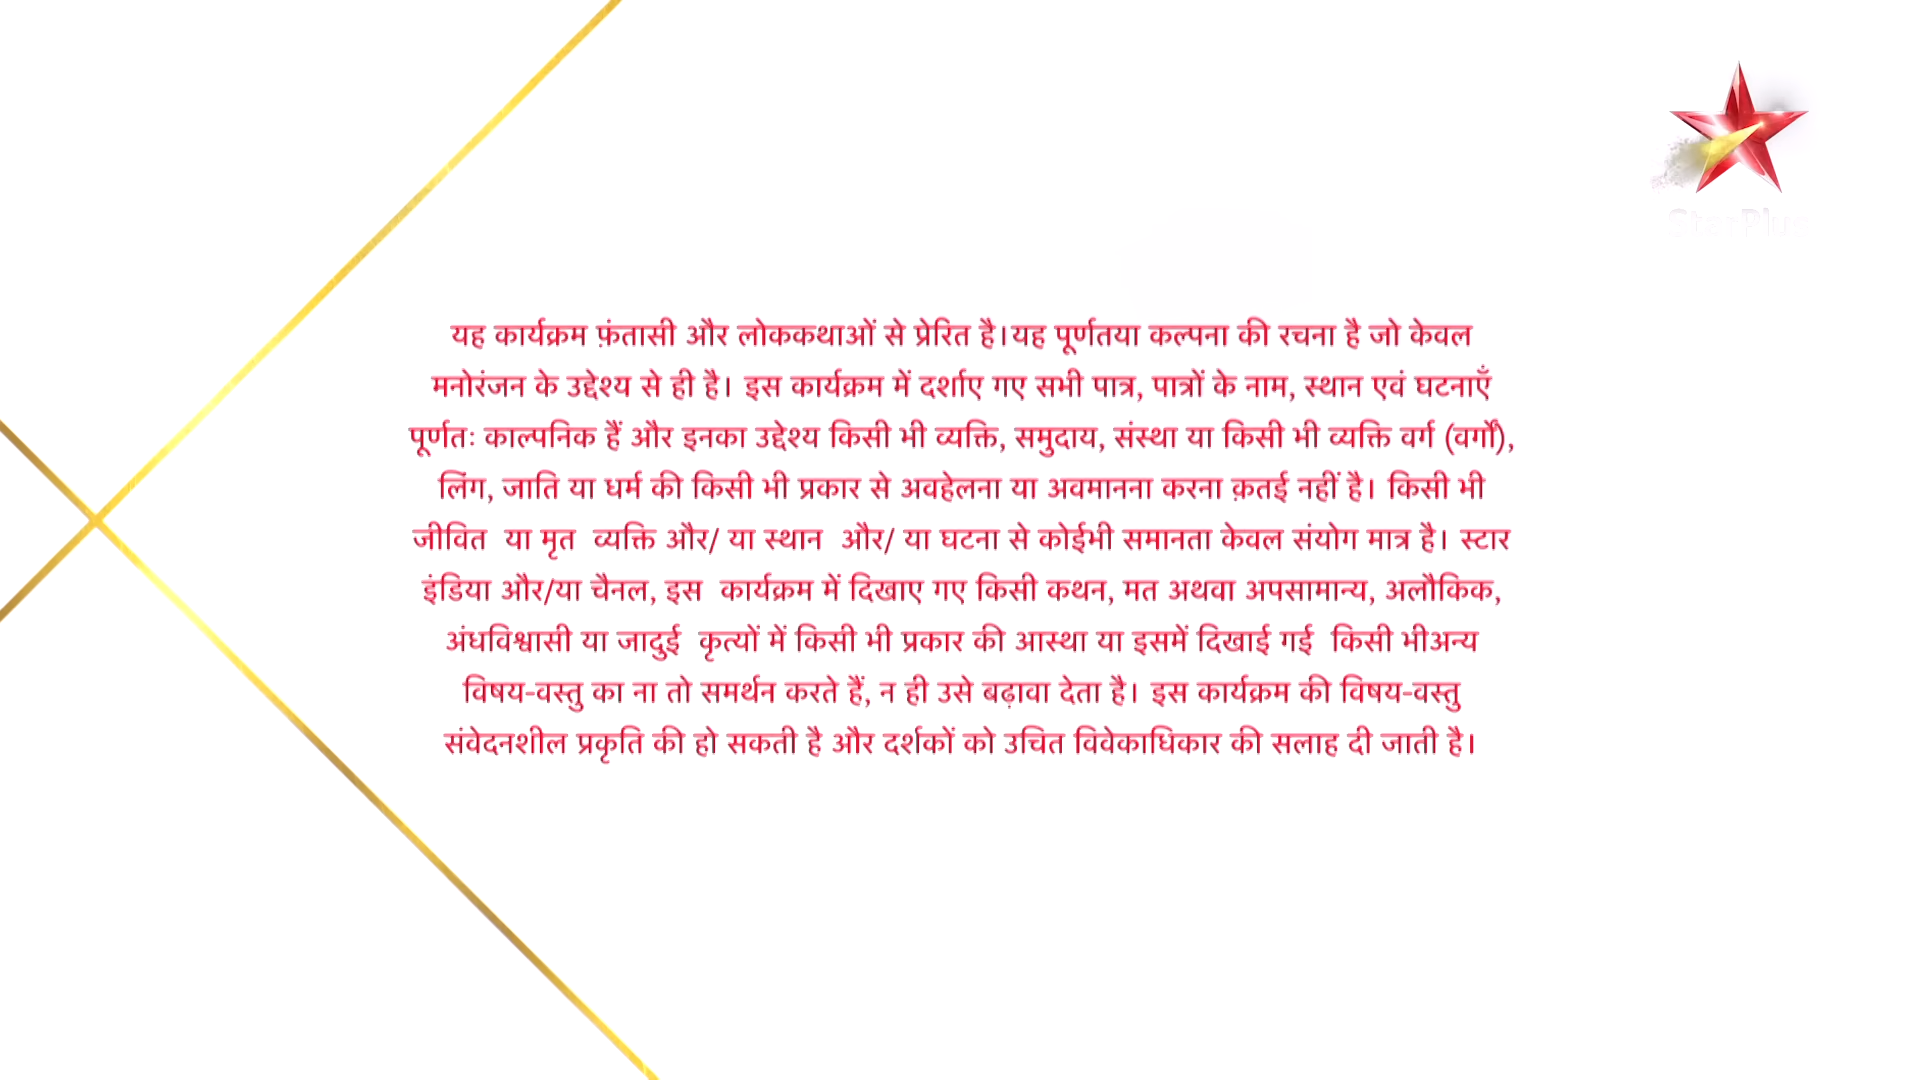 StarPlus
यह कार्यक्रम फ़ंतासी और लोककथाओं से प्रेरित है।यह पूर्णतया कल्पना की रचना है जो केवल
मनोरंजन के उद्देश्य से ही है। इस कार्यक्रम में दर्शाए गए सभी पात्र, पात्रों के नाम, स्थान एवं घटनाएँ
पूर्णतः काल्पनिक हैं और इनका उद्देश्य किसी भी व्यक्ति, समुदाय, संस्था या किसी भी व्यक्ति वर्ग (वर्गों),
लिंग, जाति या धर्म की किसी भी प्रकार से अवहेलना या अवमानना करना क़तई नहीं है। किसी भी
जीवित  या मृत  व्यक्ति और/ या स्थान  और/ या घटना से कोईभी समानता केवल संयोग मात्र है। स्टार
इंडिया और/या चैनल, इस  कार्यक्रम में दिखाए गए किसी कथन, मत अथवा अपसामान्य, अलौकिक,
अंधविश्वासी या जादुई  कृत्यों में किसी भी प्रकार की आस्था या इसमें दिखाई गई  किसी भीअन्य
विषय-वस्तु का ना तो समर्थन करते हैं, न ही उसे बढ़ावा देता है। इस कार्यक्रम की विषय-वस्तु
संवेदनशील प्रकृति की हो सकती है और दर्शकों को उचित विवेकाधिकार की सलाह दी जाती है।